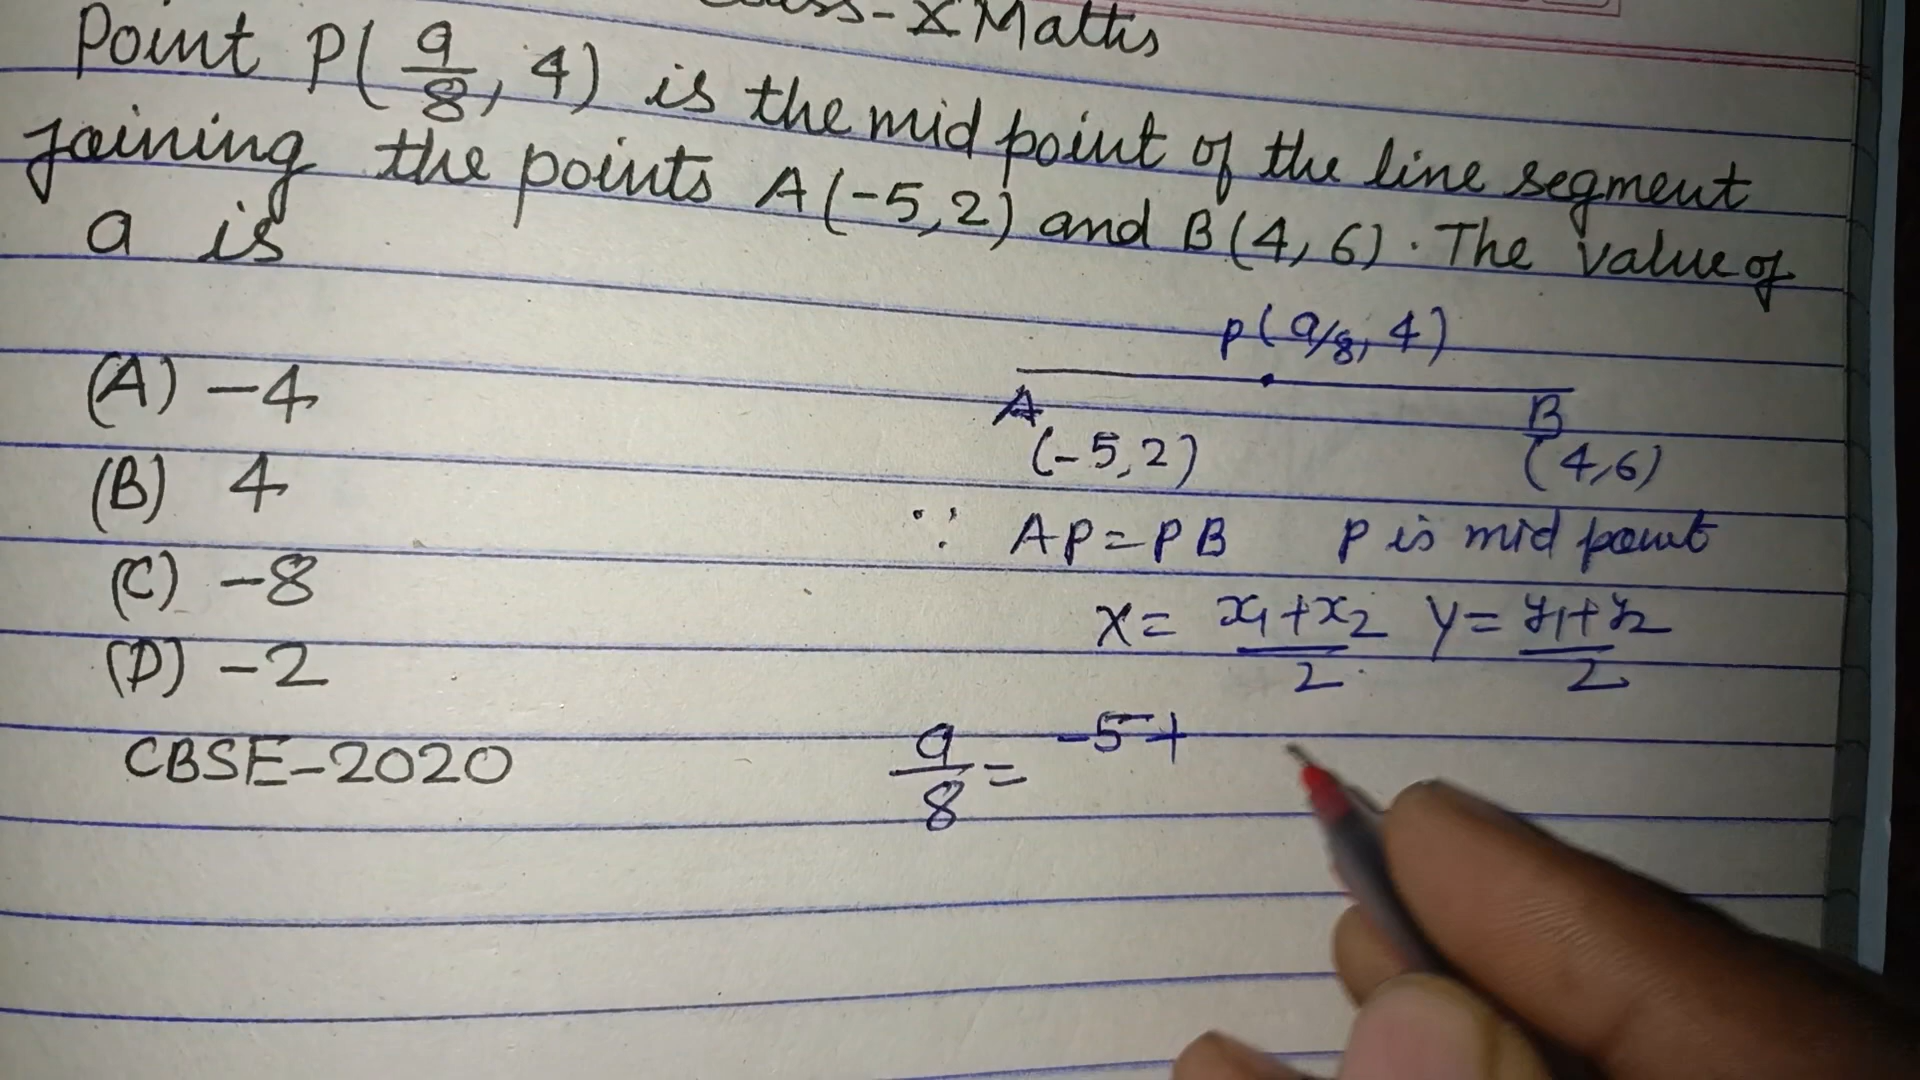 Class-X Maths
Point P(a/8, 4) is the mid point of the line segment
Joining the points A(-5,2) and B(4,6). The value of
a is
P(a/8, 4)
A B
(-5,2) (4,6)
(A) -4
(B) 4
(C) -8
(D) -2
∵ AP=PB P is mid point
X= x₁+x₂/2 Y= y₁+y₂/2
CBSE-2020
a/8 = -5+